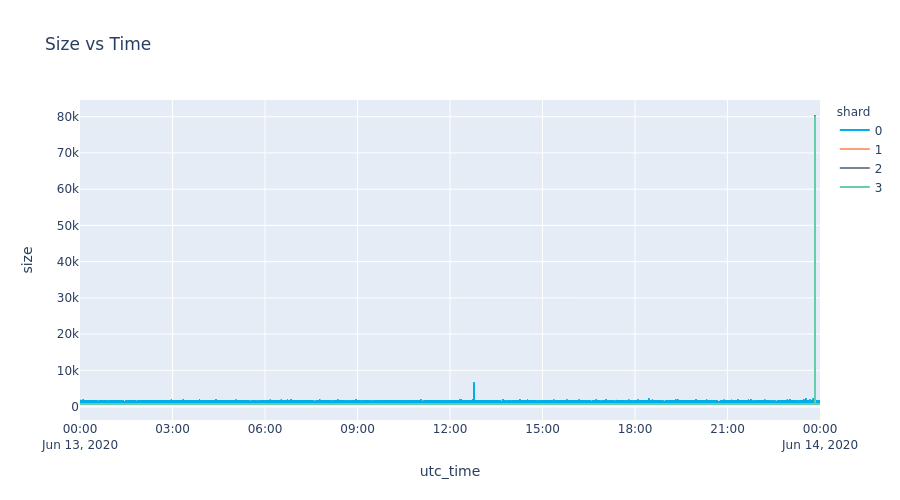 Size vs Time
shard
0
1
2
3
80k
70k
60k
50k
40k
30k
20k
10k
0
size
00:00 03:00 06:00 09:00 12:00 15:00 18:00 21:00 00:00
Jun 13, 2020 Jun 14, 2020
utc_time